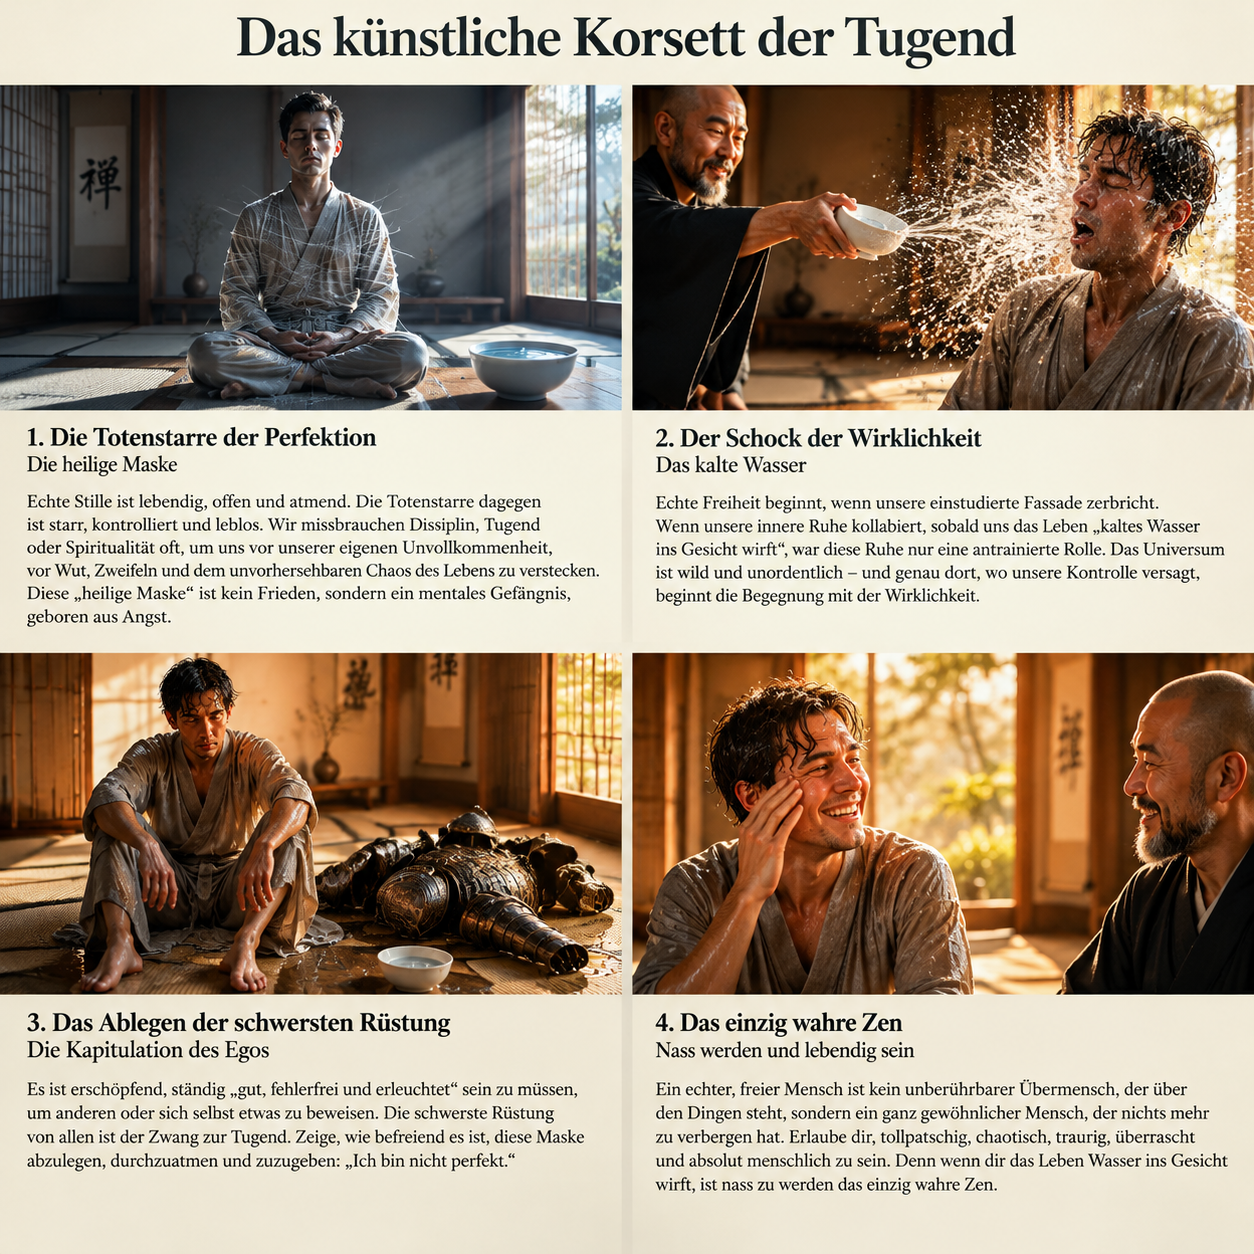 Das künstliche Korsett der Tugend
禅
1. Die Totenstarre der Perfektion
Die heilige Maske
Echte Stille ist lebendig, offen und atmend. Die Totenstarre dagegen
ist starr, kontrolliert und leblos. Wir missbrauchen Dissiplin, Tugend
oder Spiritualität oft, um uns vor unserer eigenen Unvollkommenheit,
vor Wut, Zweifeln und dem unvorhersehbaren Chaos des Lebens zu verstecken.
Diese „heilige Maske“ ist kein Frieden, sondern ein mentales Gefängnis,
geboren aus Angst.
2. Der Schock der Wirklichkeit
Das kalte Wasser
Echte Freiheit beginnt, wenn unsere einstudierte Fassade zerbricht.
Wenn unsere innere Ruhe kollabiert, sobald uns das Leben „kaltes Wasser
ins Gesicht wirft“, war diese Ruhe nur eine antrainierte Rolle. Das Universum
ist wild und unordentlich – und genau dort, wo unsere Kontrolle versagt,
beginnt die Begegnung mit der Wirklichkeit.
3. Das Ablegen der schwersten Rüstung
Die Kapitulation des Egos
Es ist erschöpfend, ständig „gut, fehlerfrei und erleuchtet“ sein zu müssen,
um anderen oder sich selbst etwas zu beweisen. Die schwerste Rüstung
von allen ist der Zwang zur Tugend. Zeige, wie befreiend es ist, diese Maske
abzulegen, durchzuatmen und zuzugeben: „Ich bin nicht perfekt.“
4. Das einzig wahre Zen
Nass werden und lebendig sein
Ein echter, freier Mensch ist kein unberührbarer Übermensch, der über
den Dingen steht, sondern ein ganz gewöhnlicher Mensch, der nichts mehr
zu verbergen hat. Erlaube dir, tollpatschig, chaotisch, traurig, überrascht
und absolut menschlich zu sein. Denn wenn dir das Leben Wasser ins Gesicht
wirft, ist nass zu werden das einzig wahre Zen.